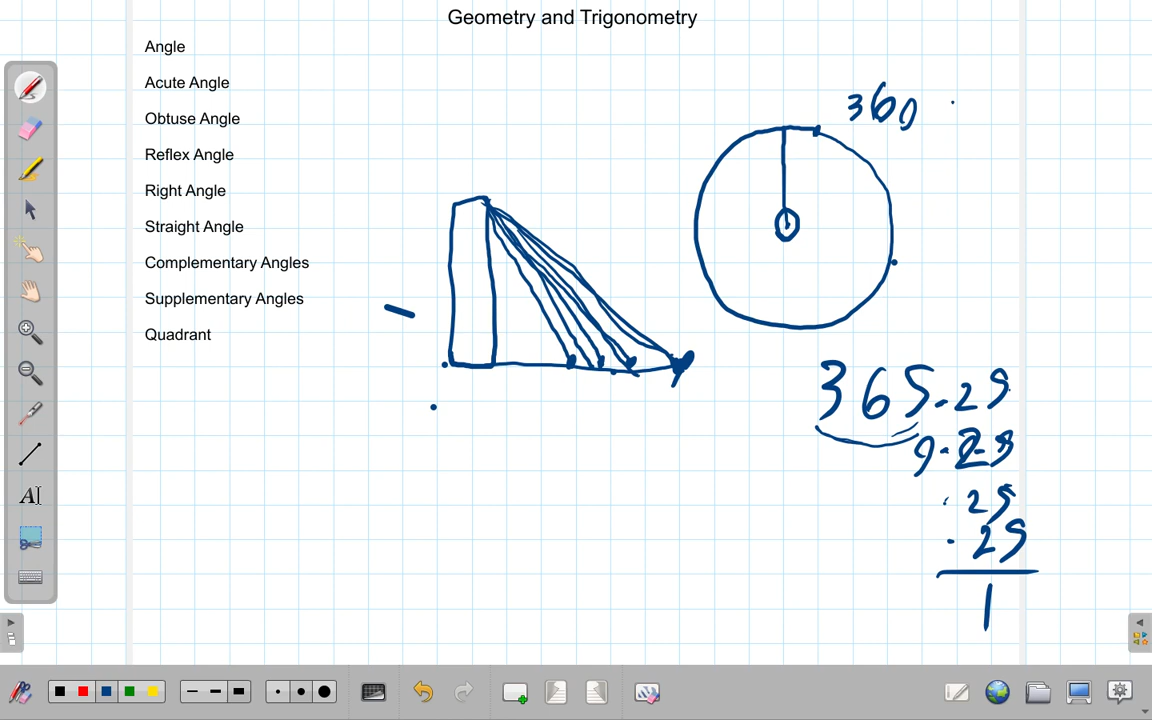 Geometry and Trigonometry
Angle
Acute Angle
Obtuse Angle
Reflex Angle
Right Angle
Straight Angle
Complementary Angles
Supplementary Angles
Quadrant
360
365.25
.25
.25
1
AI